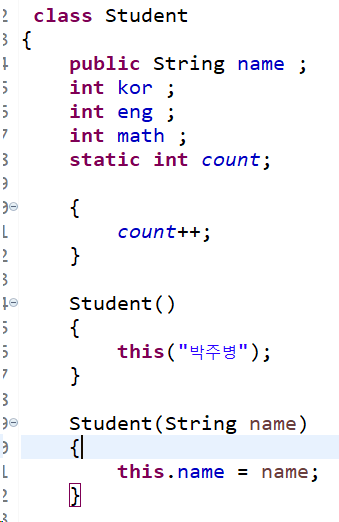 class Student
{
public String name ;
int kor ;
int eng ;
int math ;
static int count;
{
count++;
}
Student()
{
this("박주병");
}
Student(String name)
{
this.name = name;
}